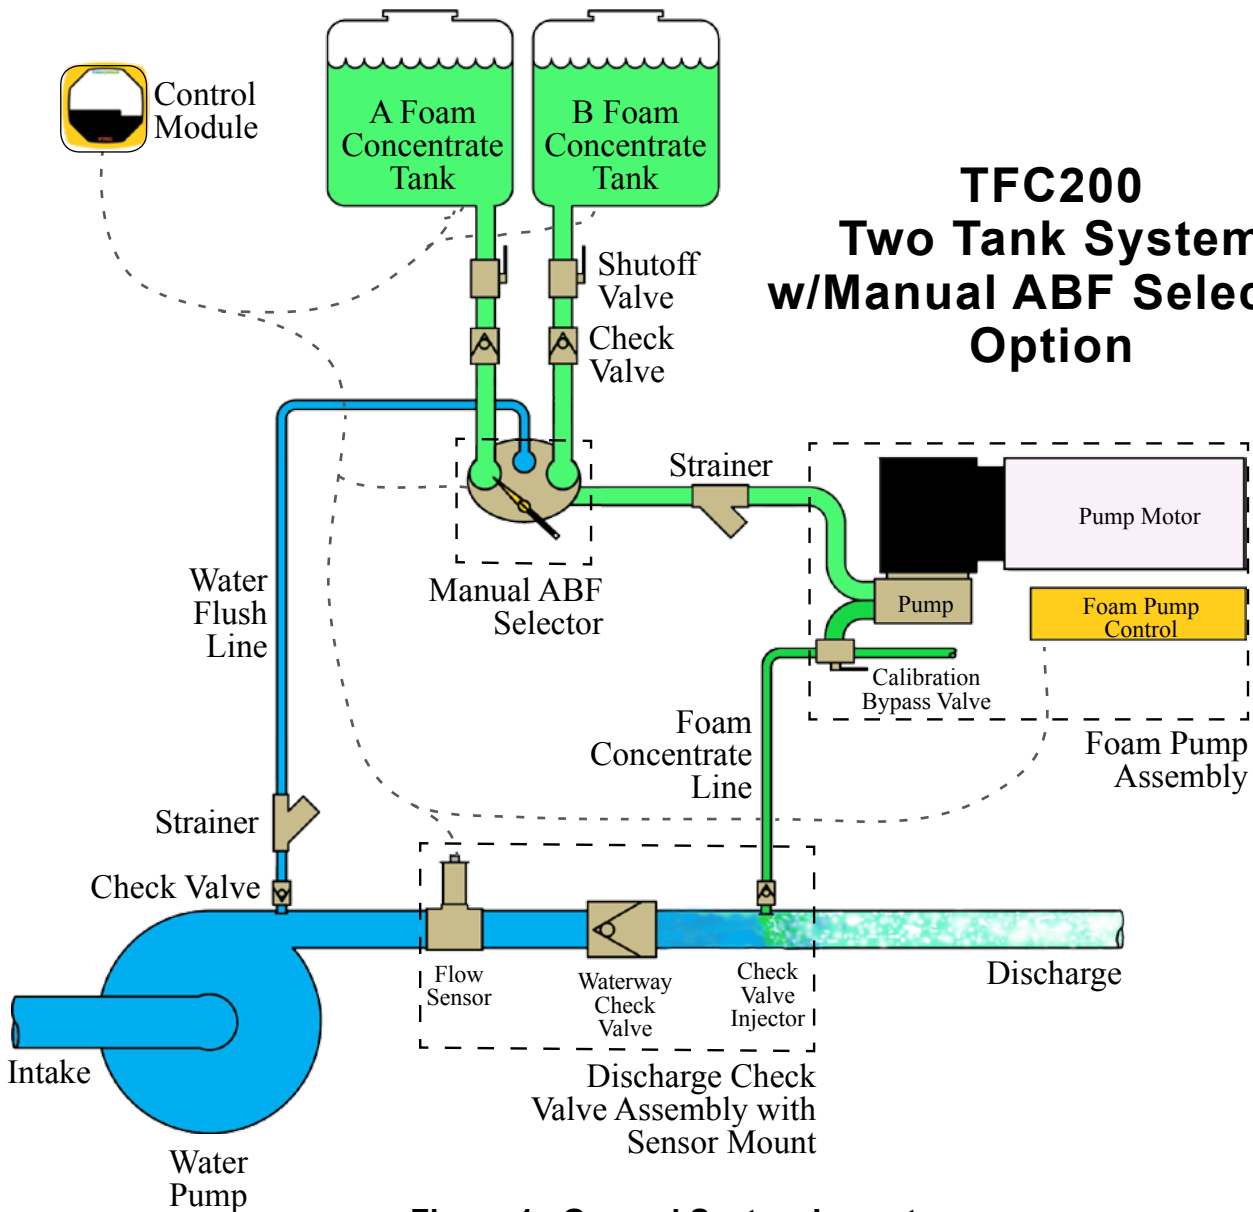 Control
Module
A Foam
Concentrate
Tank
B Foam
Concentrate
Tank
TFC200
Two Tank System
w/Manual ABF Selec
Option
Shutoff
Valve
Check
Valve
Strainer
Pump Motor
Manual ABF
Selector
Pump
Foam Pump
Control
Water
Flush
Line
Calibration
Bypass Valve
Foam
Concentrate
Line
Foam Pump
Assembly
Strainer
Check Valve
Flow
Sensor
Waterway
Check
Valve
Check
Valve
Injector
Discharge
Intake
Discharge Check
Valve Assembly with
Sensor Mount
Water
Pump